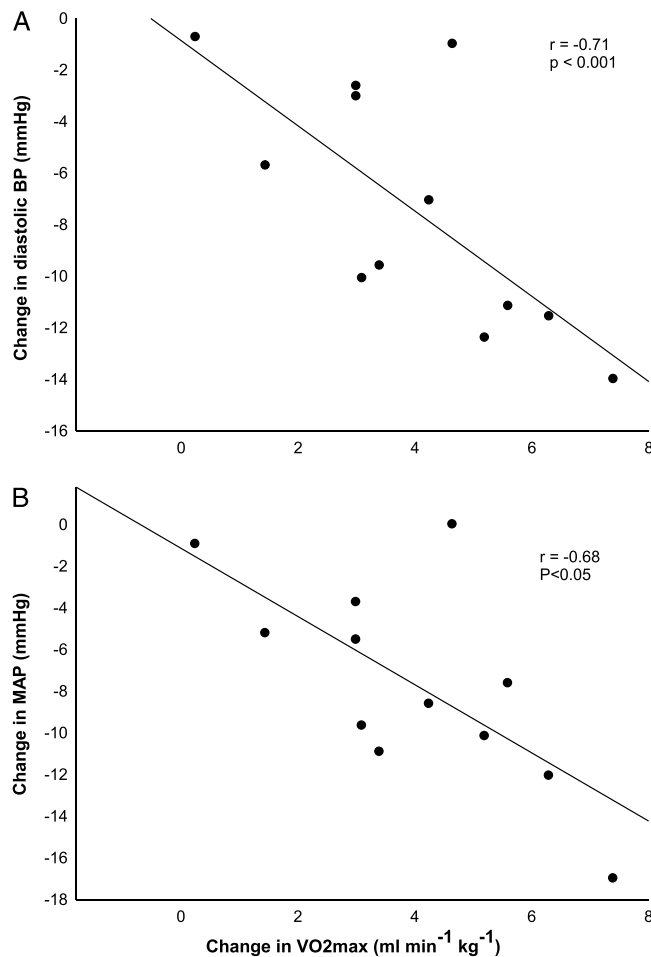 A
0
-2
-4
-6
-8
-10
-12
-14
-16
Change in diastolic BP (mmHg)
r = -0.71
p < 0.001
0 2 4 6 8
B
0
-2
-4
-6
-8
-10
-12
-14
-16
-18
Change in MAP (mmHg)
r = -0.68
P<0.05
0 2 4 6 8
Change in VO2max (ml min⁻¹ kg⁻¹)